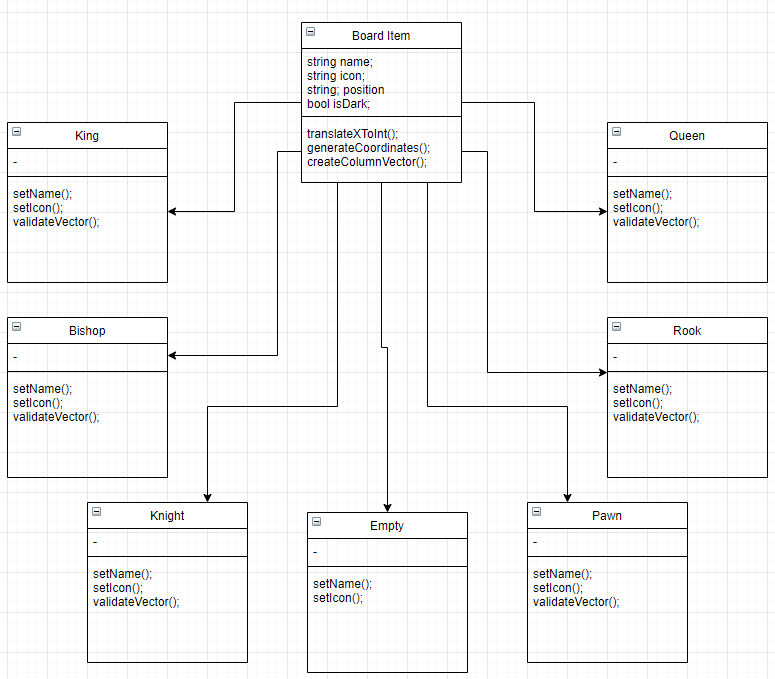 Board Item
string name;
string icon;
string; position
bool isDark;
translateXToInt();
generateCoordinates();
createColumnVector();
King
-
setName();
setIcon();
validateVector();
Queen
-
setName();
setIcon();
validateVector();
Bishop
-
setName();
setIcon();
validateVector();
Rook
-
setName();
setIcon();
validateVector();
Knight
-
setName();
setIcon();
validateVector();
Empty
-
setName();
setIcon();
Pawn
-
setName();
setIcon();
validateVector();